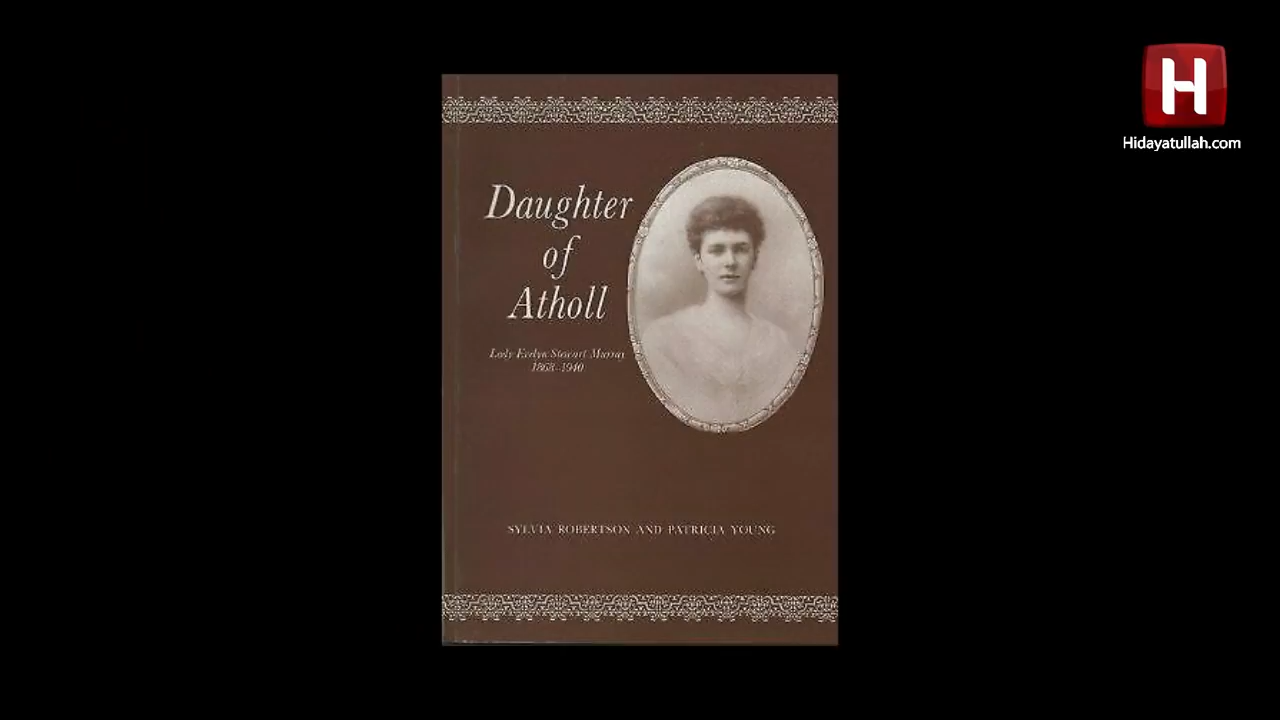 H
Hidayatullah.com
Daughter
of
Atholl
Lady Evelyn Stewart Murray
1868–1940
SYLVIA ROBERTSON AND PATRICIA YOUNG